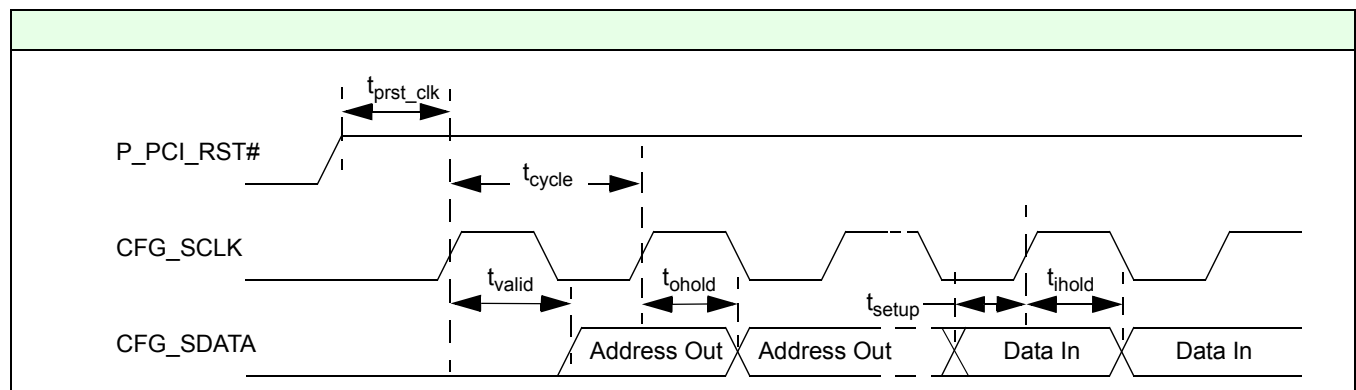 tprst_clk
P_PCI_RST#
tcycle
CFG_SCLK
tvalid
tohold
tsetup
tihold
CFG_SDATA
Address Out
Address Out
Data In
Data In